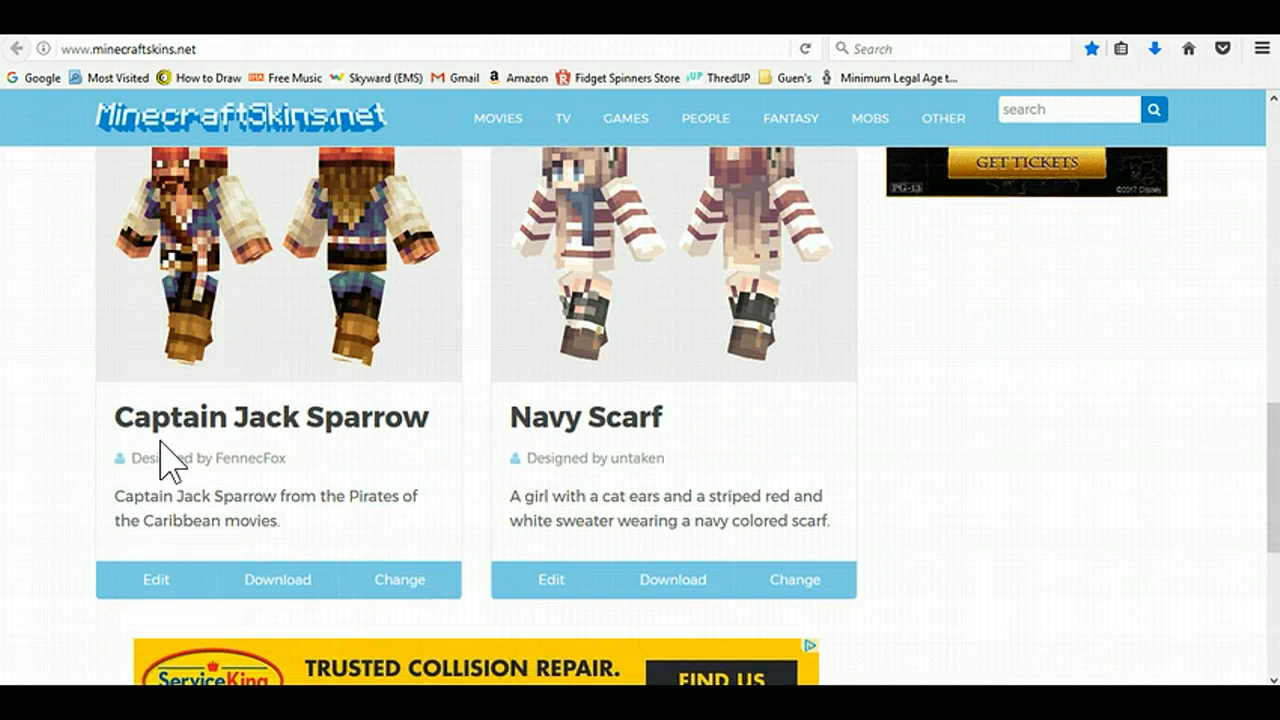 www.minecraftskins.net
Search
Google Most Visited How to Draw Free Music Skyward (EMS) Gmail Amazon Fidget Spinners Store ThredUP Guen's Minimum Legal Age t...
MinecraftSkins.net
MOVIES TV GAMES PEOPLE FANTASY MOBS OTHER
search
GET TICKETS
PG-13 ©2017 Disney
Captain Jack Sparrow
Designed by FennecFox
Captain Jack Sparrow from the Pirates of
the Caribbean movies.
Edit Download Change
Navy Scarf
Designed by untaken
A girl with a cat ears and a striped red and
white sweater wearing a navy colored scarf.
Edit Download Change
ServiceKing
TRUSTED COLLISION REPAIR.
FIND US